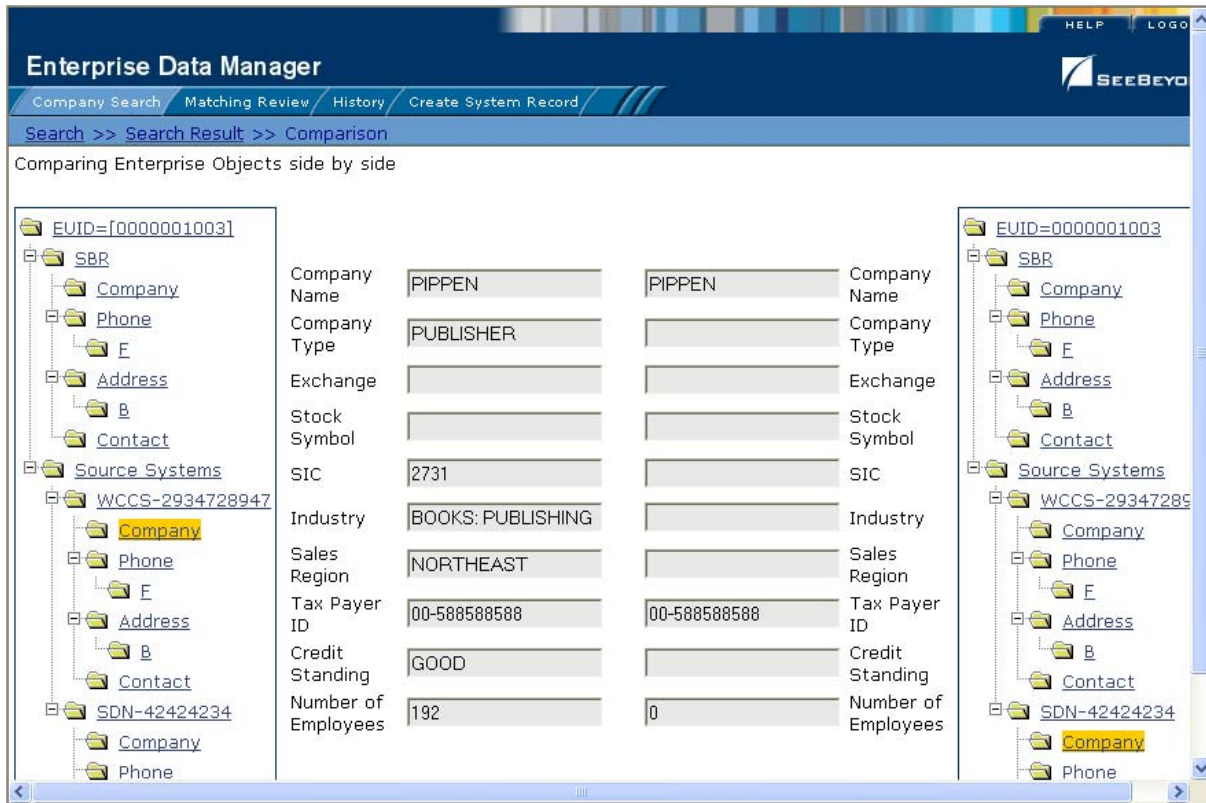 HELP LOGO
Enterprise Data Manager
SEEBEYO
Company Search Matching Review History Create System Record
Search >> Search Result >> Comparison
Comparing Enterprise Objects side by side
EUID=[0000001003]
SBR
Company
Phone
F
Address
B
Contact
Source Systems
WCCS-2934728947
Company
Phone
F
Address
B
Contact
SDN-42424234
Company
Phone
Company Name PIPPEN PIPPEN Company Name
Company Type PUBLISHER Company Type
Exchange Exchange
Stock Symbol Stock Symbol
SIC 2731 SIC
Industry BOOKS: PUBLISHING Industry
Sales Region NORTHEAST Sales Region
Tax Payer ID 00-588588588 00-588588588 Tax Payer ID
Credit Standing GOOD Credit Standing
Number of Employees 192 0 Number of Employees
EUID=0000001003
SBR
Company
Phone
F
Address
B
Contact
Source Systems
WCCS-29347289
Company
Phone
F
Address
B
Contact
SDN-42424234
Company
Phone